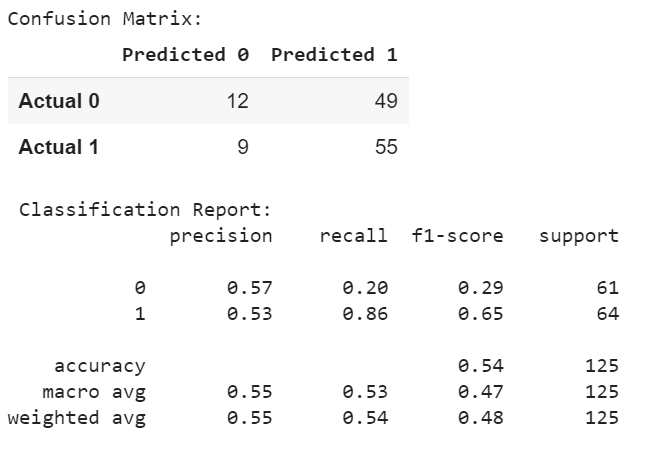 Confusion Matrix:
Predicted 0 Predicted 1
Actual 0 12 49
Actual 1 9 55
Classification Report:
precision recall f1-score support
0 0.57 0.20 0.29 61
1 0.53 0.86 0.65 64
accuracy 0.54 125
macro avg 0.55 0.53 0.47 125
weighted avg 0.55 0.54 0.48 125